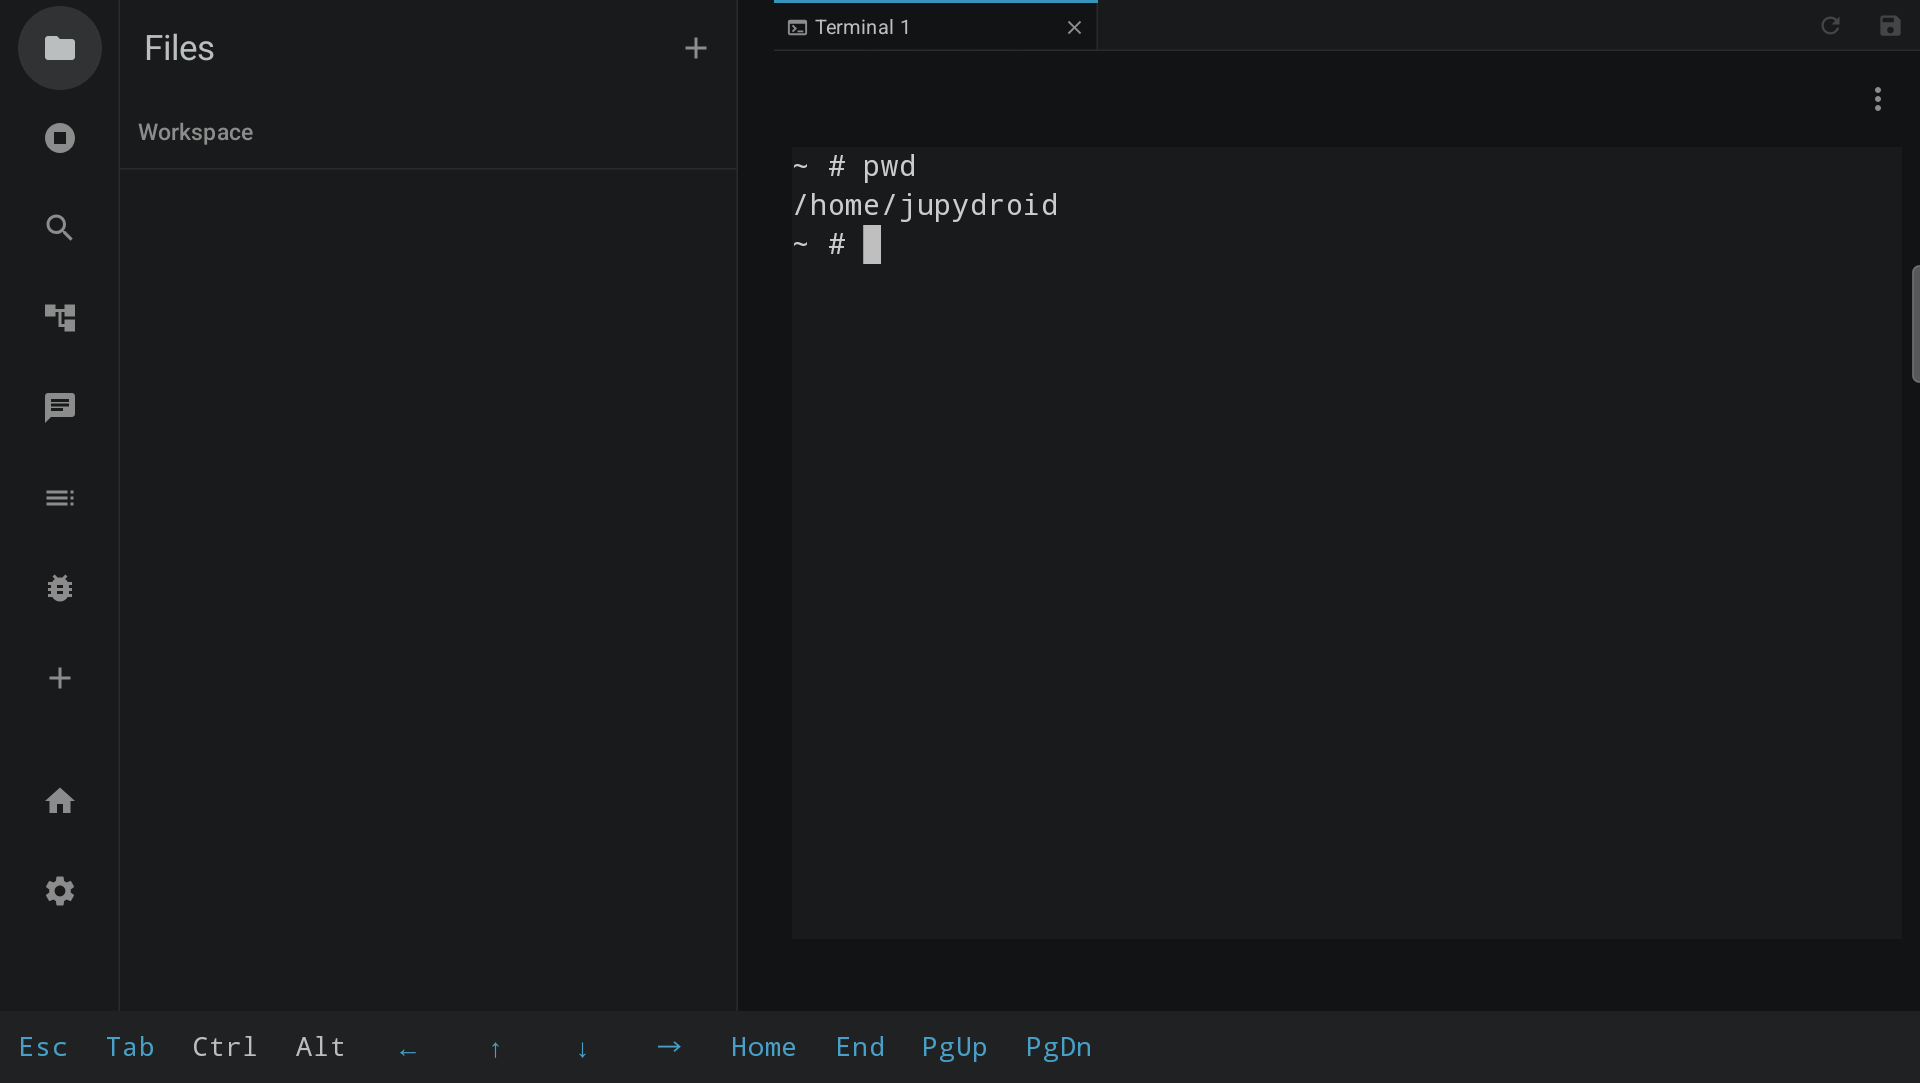 Files
Workspace
Terminal 1
~ # pwd
/home/jupydroid
~ #
Esc Tab Ctrl Alt ← ↑ ↓ → Home End PgUp PgDn